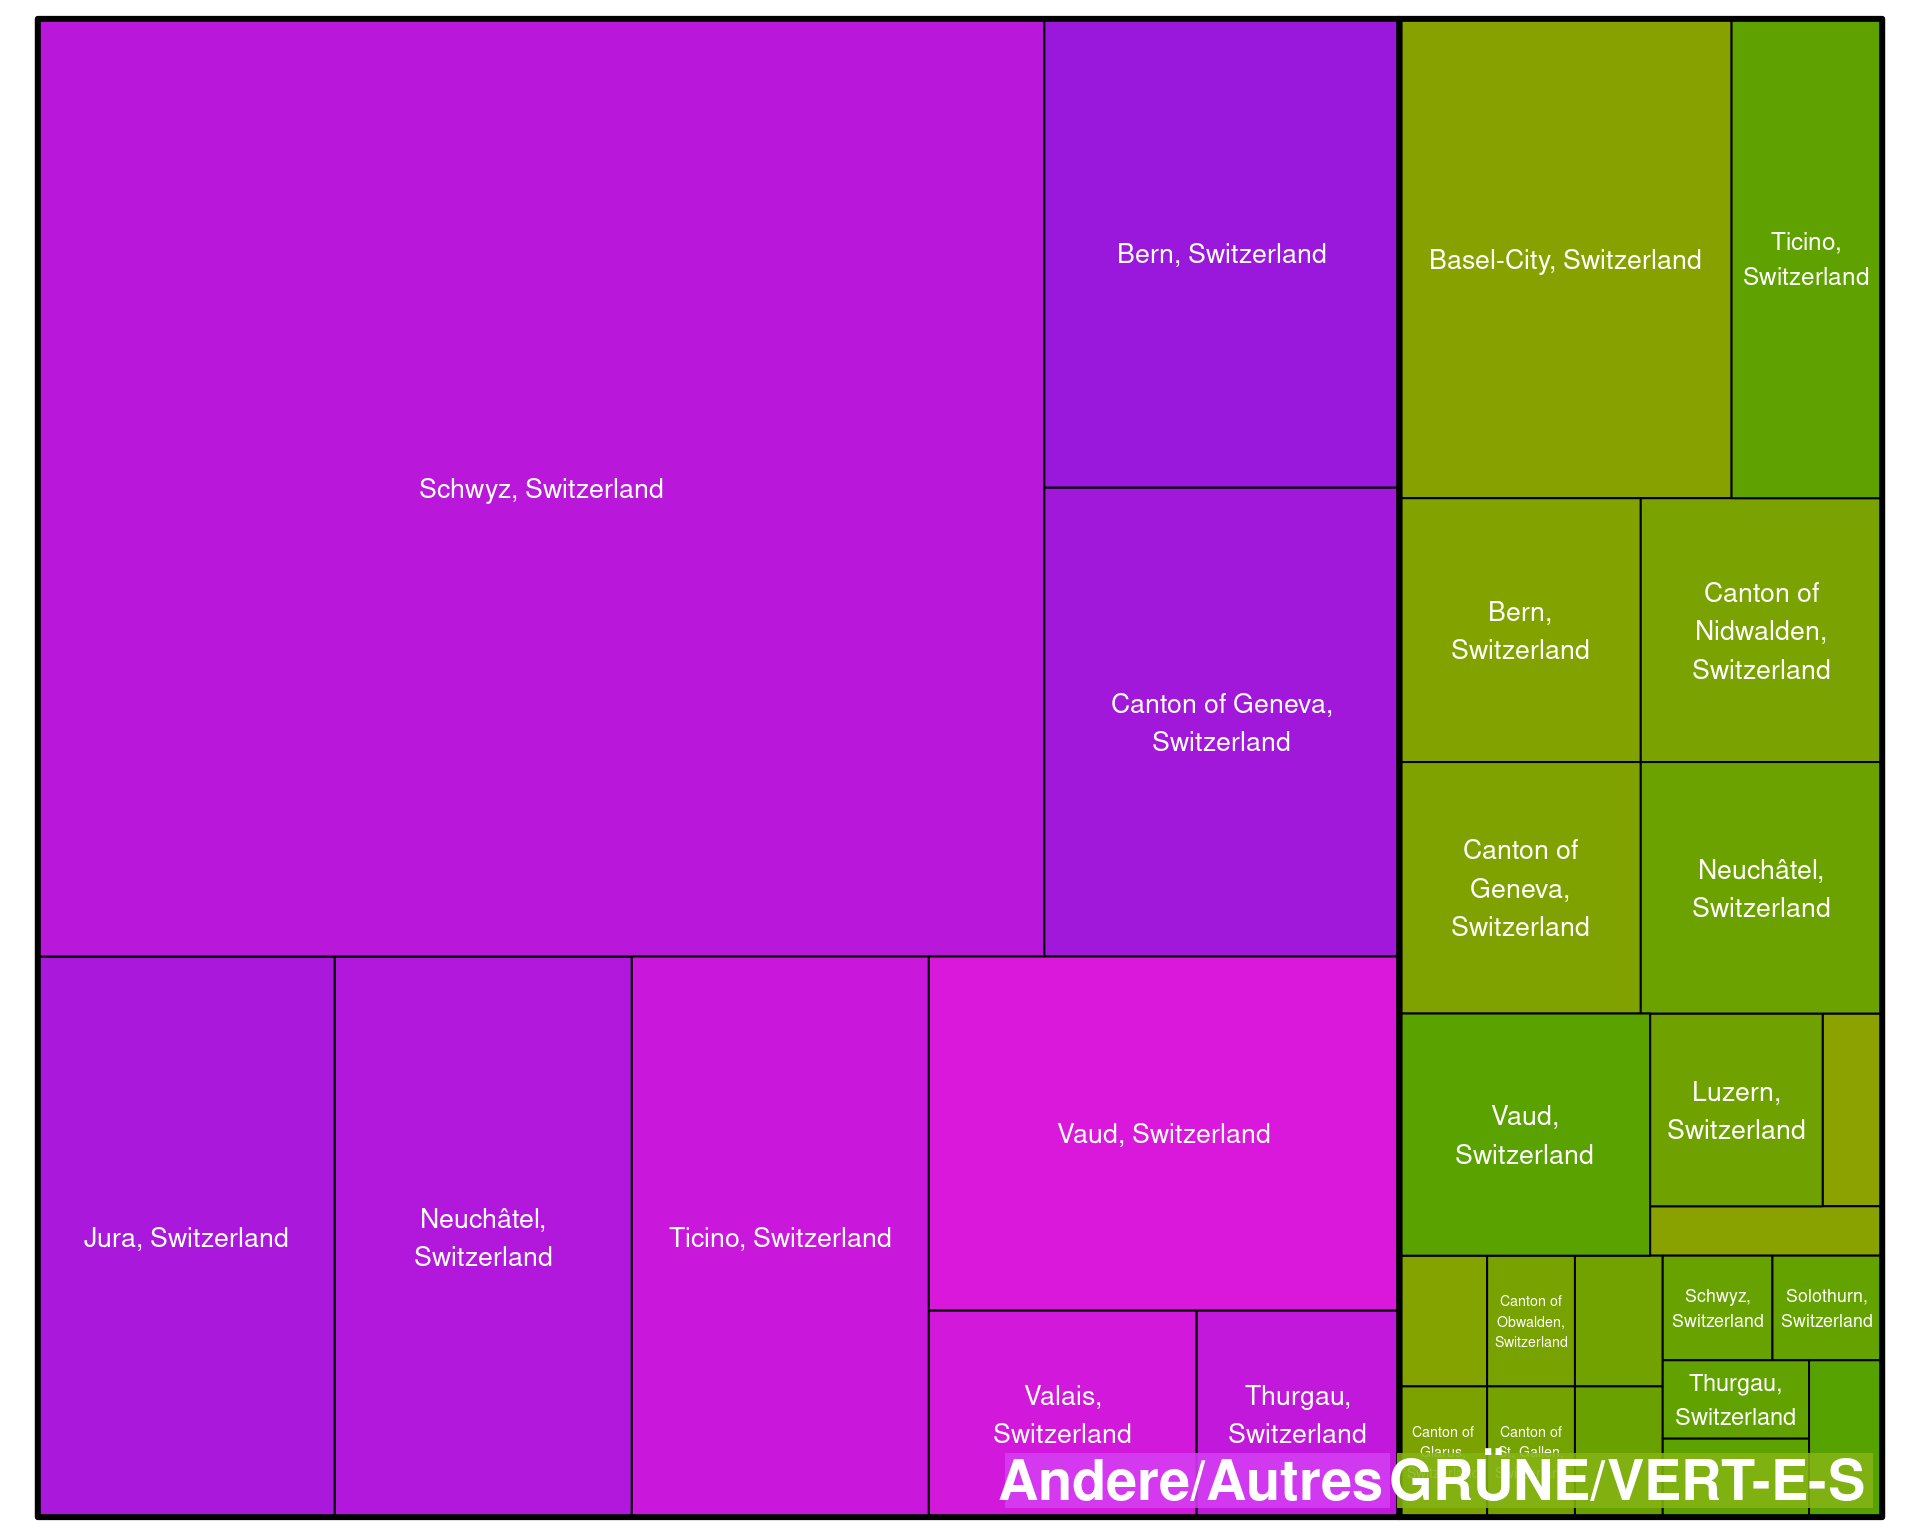 Schwyz, Switzerland
Bern, Switzerland
Canton of Geneva,
Switzerland
Jura, Switzerland
Neuchâtel,
Switzerland
Ticino, Switzerland
Vaud, Switzerland
Valais,
Switzerland
Thurgau,
Switzerland
Andere/Autres
Basel-City, Switzerland
Ticino,
Switzerland
Bern,
Switzerland
Canton of
Nidwalden,
Switzerland
Canton of
Geneva,
Switzerland
Neuchâtel,
Switzerland
Vaud,
Switzerland
Luzern,
Switzerland
Canton of
Obwalden,
Switzerland
Schwyz,
Switzerland
Solothurn,
Switzerland
Thurgau,
Switzerland
Canton of
Glarus,
Canton of
St. Gallen,
GRÜNE/VERT-E-S